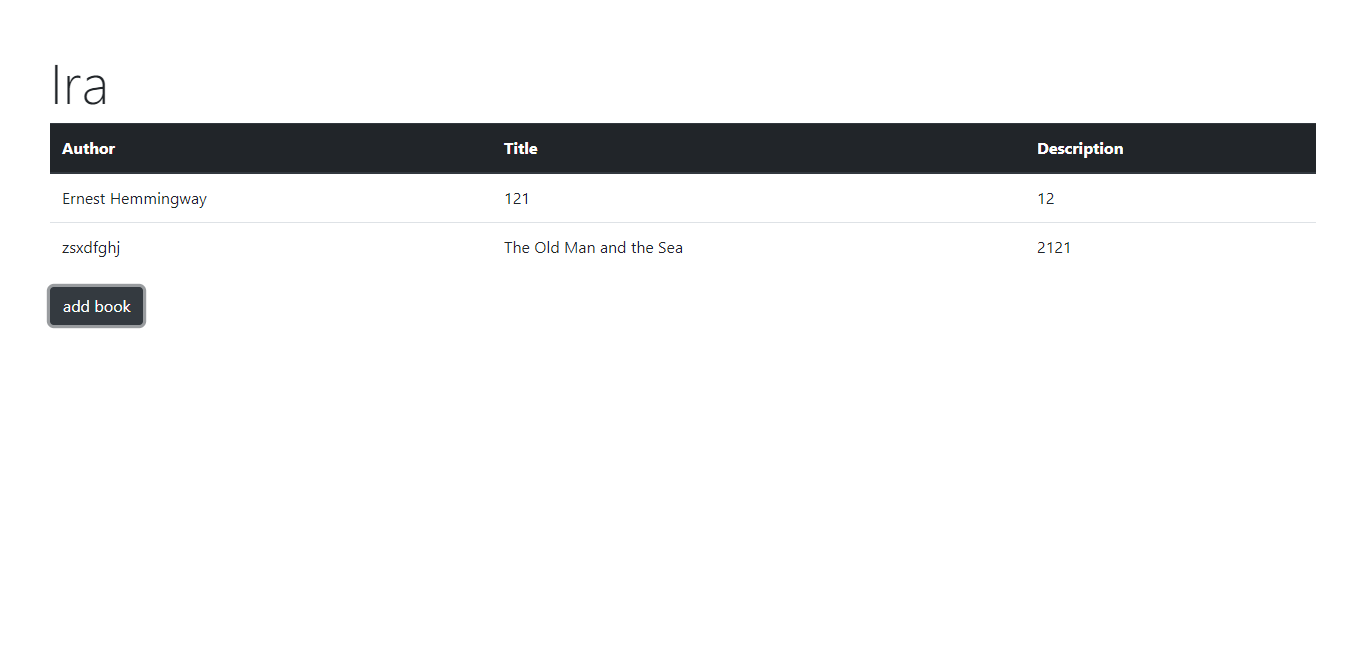 Ira
Author Title Description
Ernest Hemmingway 121 12
zsxdfghj The Old Man and the Sea 2121
add book